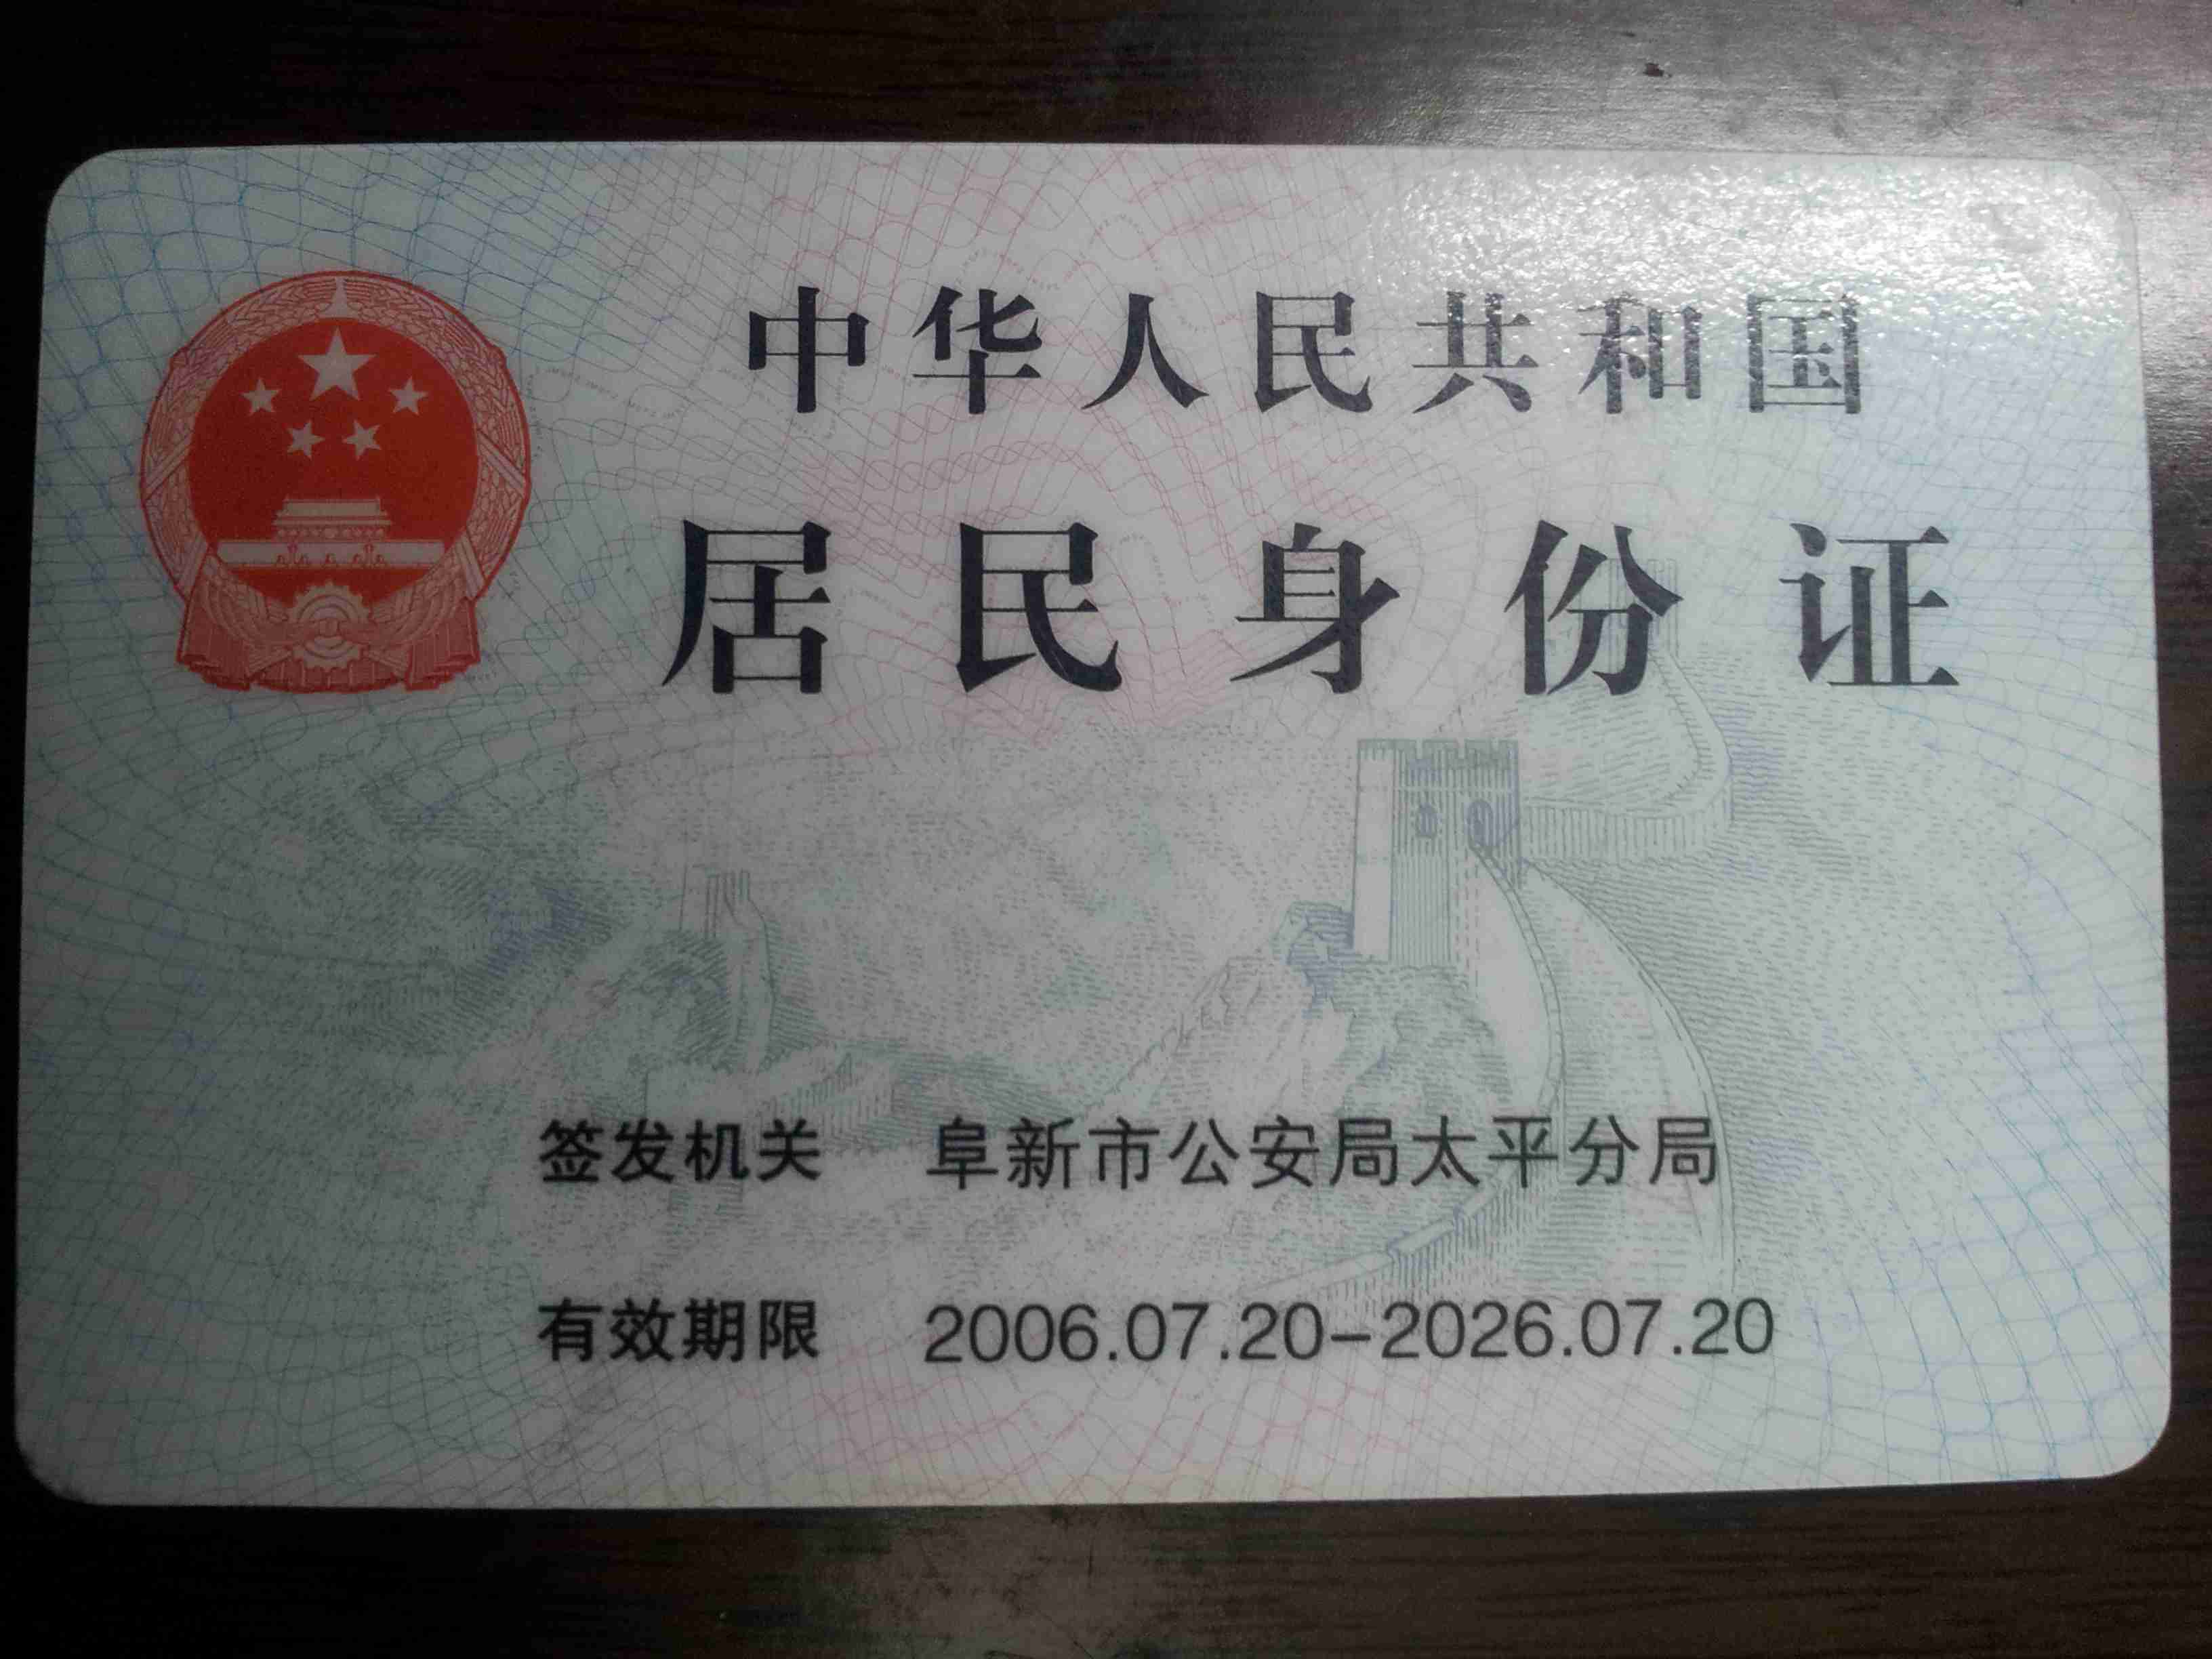 中华人民共和国
居民身份证
签发机关 阜新市公安局太平分局
有效期限 2006.07.20-2026.07.20